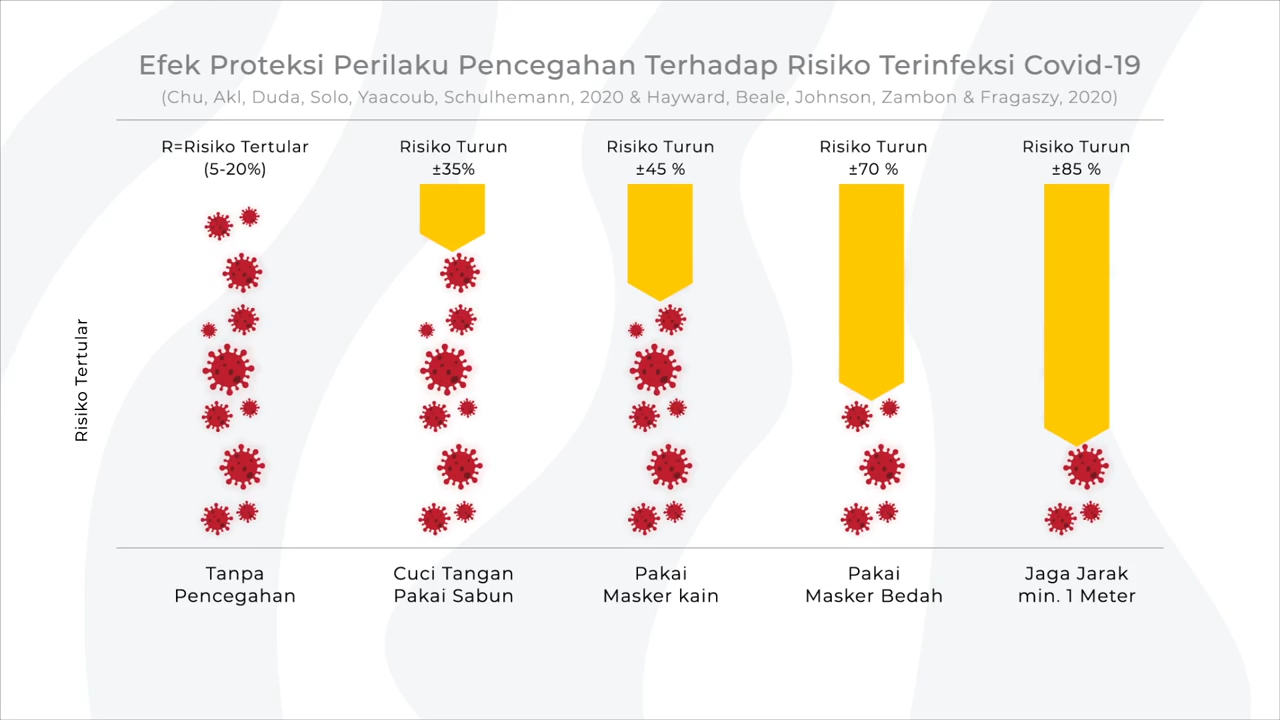 Efek Proteksi Perilaku Pencegahan Terhadap Risiko Terinfeksi Covid-19
(Chu, Akl, Duda, Solo, Yaacoub, Schulhemann, 2020 & Hayward, Beale, Johnson, Zambon & Fragaszy, 2020)
R=Risiko Tertular
(5-20%)
Risiko Turun
±35%
Risiko Turun
±45 %
Risiko Turun
±70 %
Risiko Turun
±85 %
Risiko Tertular
Tanpa
Pencegahan
Cuci Tangan
Pakai Sabun
Pakai
Masker kain
Pakai
Masker Bedah
Jaga Jarak
min. 1 Meter